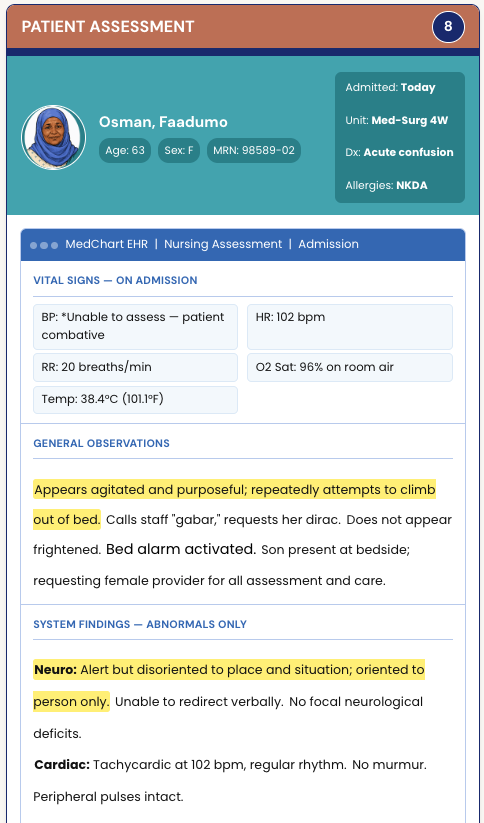 PATIENT ASSESSMENT
8
Osman, Faadumo
Age: 63
Sex: F
MRN: 98589-02
Admitted: Today
Unit: Med-Surg 4W
Dx: Acute confusion
Allergies: NKDA
MedChart EHR | Nursing Assessment | Admission
VITAL SIGNS — ON ADMISSION
BP: *Unable to assess — patient
combative
HR: 102 bpm
RR: 20 breaths/min
O2 Sat: 96% on room air
Temp: 38.4°C (101.1°F)
GENERAL OBSERVATIONS
Appears agitated and purposeful; repeatedly attempts to climb
out of bed. Calls staff "gabar," requests her dirac. Does not appear
frightened. Bed alarm activated. Son present at bedside;
requesting female provider for all assessment and care.
SYSTEM FINDINGS — ABNORMALS ONLY
Neuro: Alert but disoriented to place and situation; oriented to
person only. Unable to redirect verbally. No focal neurological
deficits.
Cardiac: Tachycardic at 102 bpm, regular rhythm. No murmur.
Peripheral pulses intact.